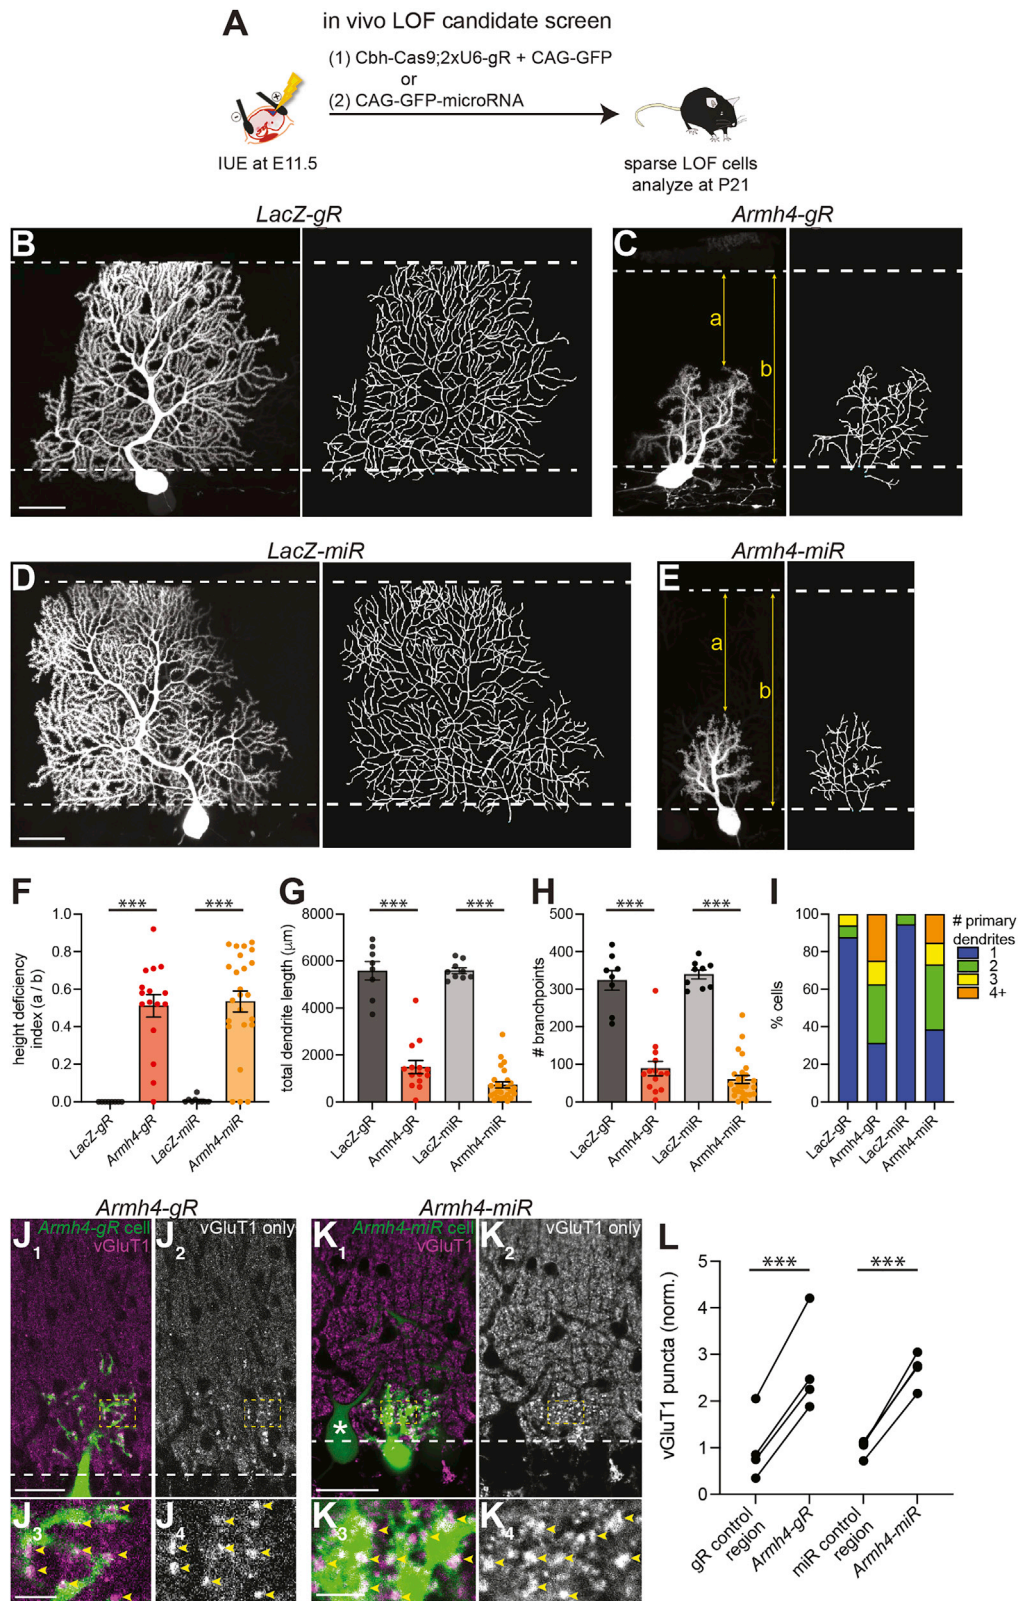 A
in vivo LOF candidate screen
(1) Cbh-Cas9;2xU6-gR + CAG-GFP
or
(2) CAG-GFP-microRNA
IUE at E11.5
sparse LOF cells
analyze at P21
LacZ-gR
Armh4-gR
B
C
a
b
LacZ-miR
Armh4-miR
D
E
a
b
F
***
***
height deficiency
index (a / b)
1.0
0.8
0.6
0.4
0.2
0.0
LacZ-gR
Armh4-gR
LacZ-miR
Armh4-miR
G
***
***
total dendrite length (μm)
8000
6000
4000
2000
0
LacZ-gR
Armh4-gR
LacZ-miR
Armh4-miR
H
***
***
# branchpoints
500
400
300
200
100
0
LacZ-gR
Armh4-gR
LacZ-miR
Armh4-miR
I
% cells
100
80
60
40
20
0
LacZ-gR
Armh4-gR
LacZ-miR
Armh4-miR
# primary
dendrites
1
2
3
4+
Armh4-gR
Armh4-miR
J1
Armh4-gR cell
vGluT1
J2
vGluT1 only
K1
Armh4-miR cell
vGluT1
*
K2
vGluT1 only
J3
J4
K3
K4
L
***
***
vGluT1 puncta (norm.)
5
4
3
2
1
0
gR control
region
Armh4-gR
miR control
region
Armh4-miR